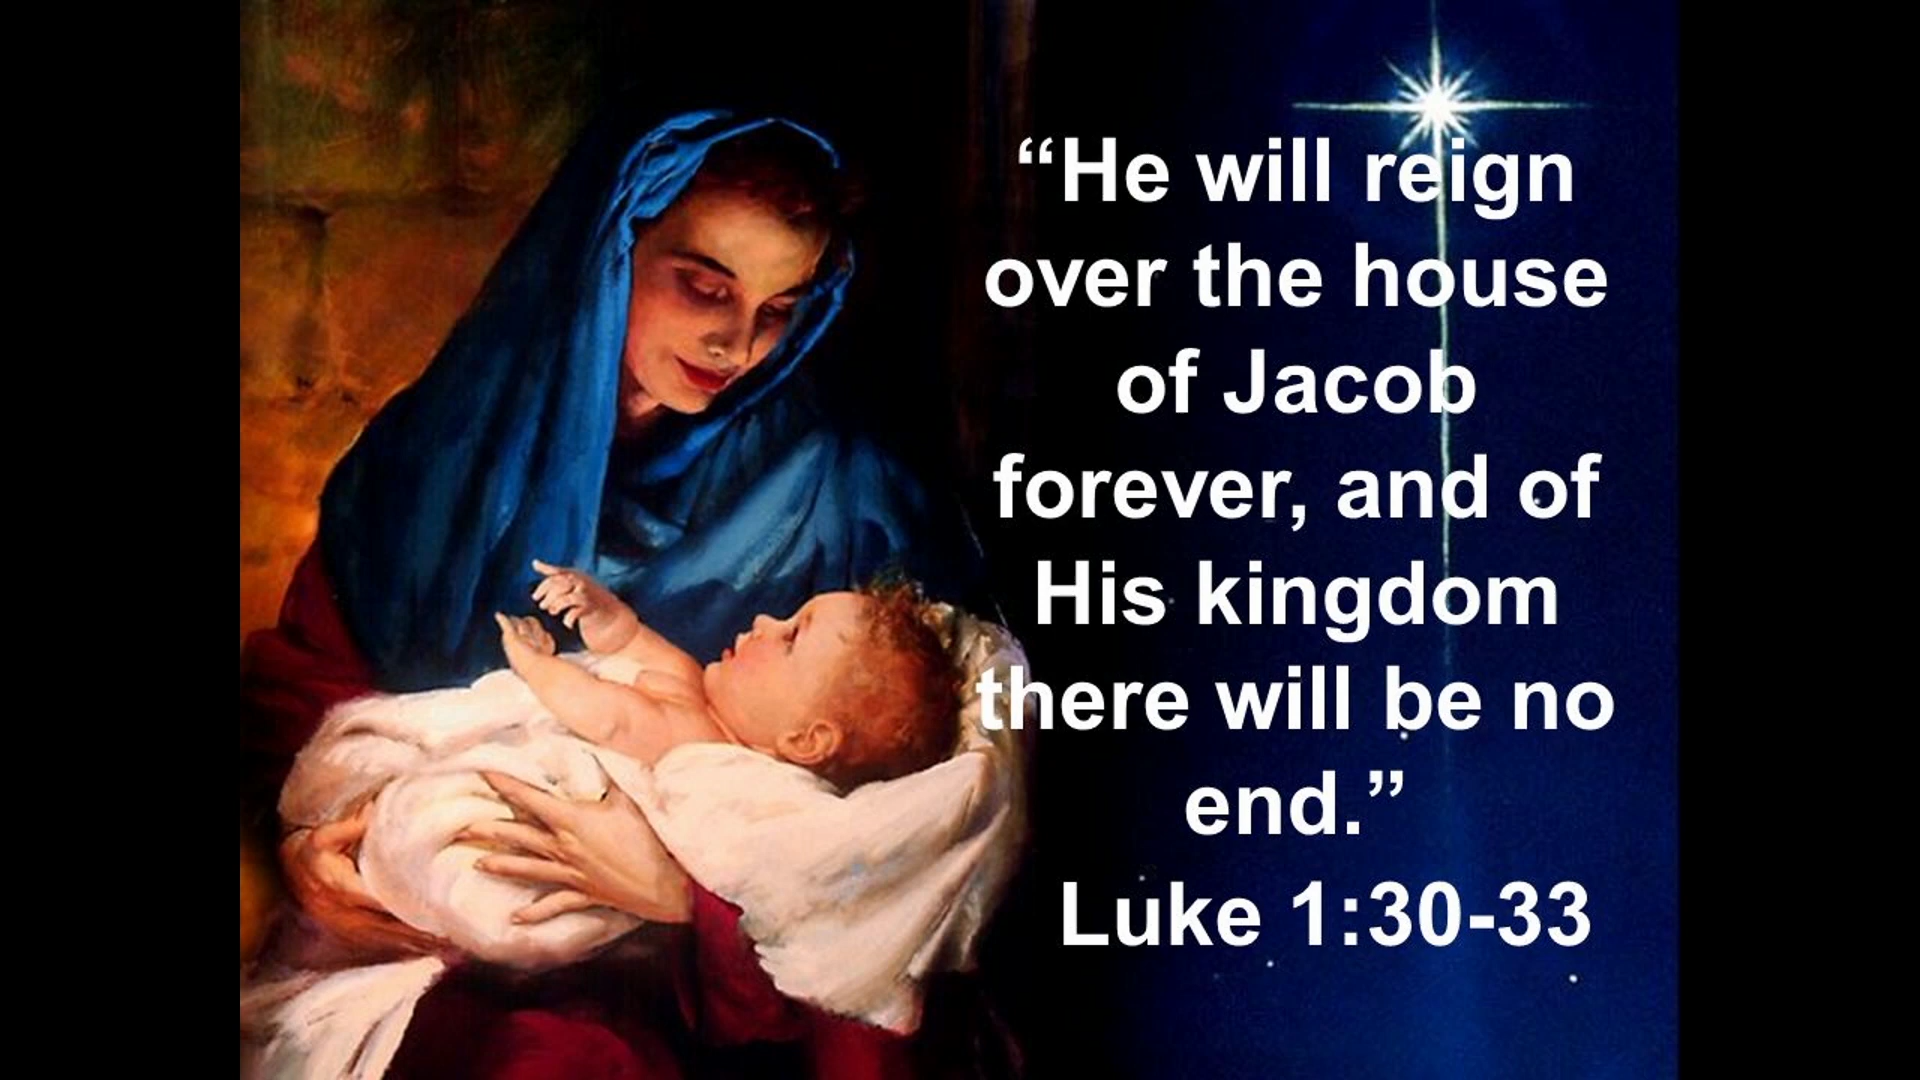 “He will reign
over the house
of Jacob
forever, and of
His kingdom
there will be no
end.”
Luke 1:30-33